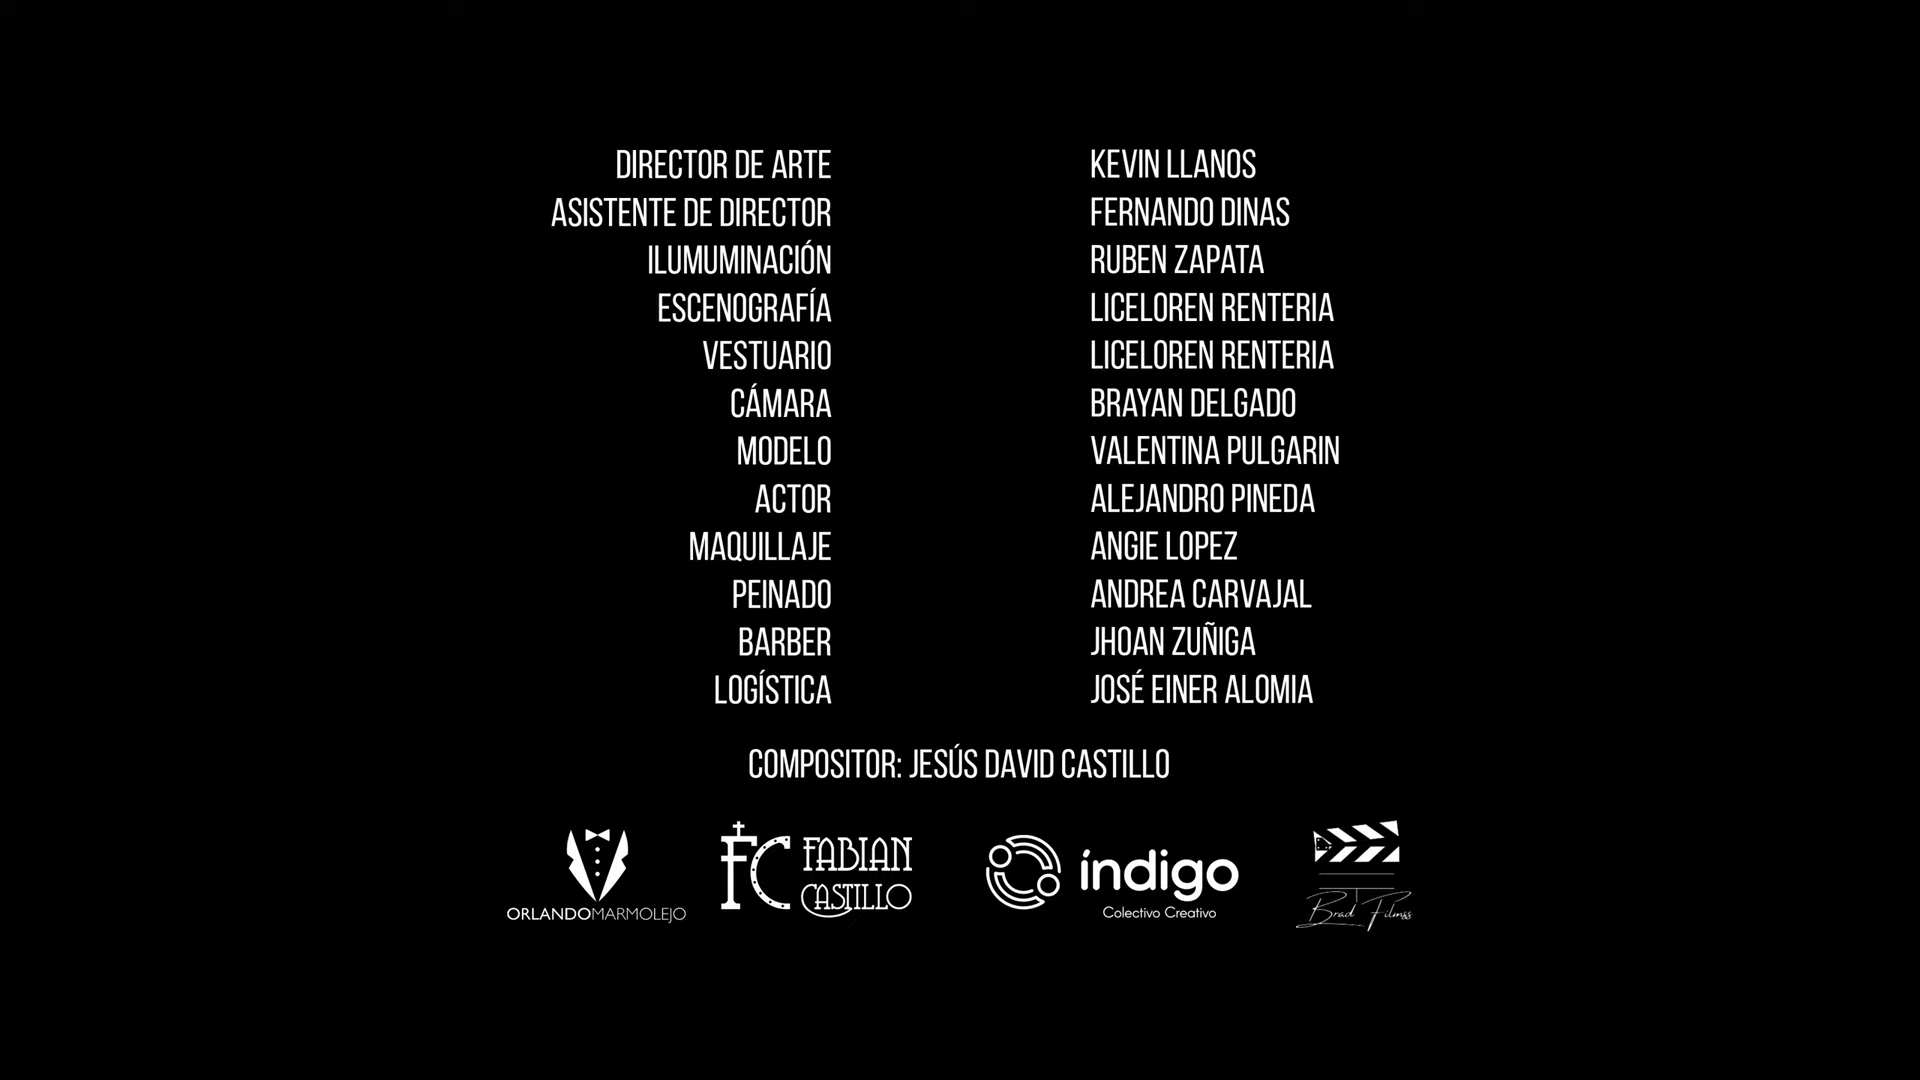 DIRECTOR DE ARTE KEVIN LLANOS
ASISTENTE DE DIRECTOR FERNANDO DINAS
ILUMUMINACIÓN RUBEN ZAPATA
ESCENOGRAFÍA LICELOREN RENTERIA
VESTUARIO LICELOREN RENTERIA
CÁMARA BRAYAN DELGADO
MODELO VALENTINA PULGARIN
ACTOR ALEJANDRO PINEDA
MAQUILLAJE ANGIE LOPEZ
PEINADO ANDREA CARVAJAL
BARBER JHOAN ZUÑIGA
LOGÍSTICA JOSÉ EINER ALOMIA
COMPOSITOR: JESÚS DAVID CASTILLO
ORLANDOMARMOLEJO
FC FABIAN
CASTILLO
índigo
Colectivo Creativo
Brad Filmss